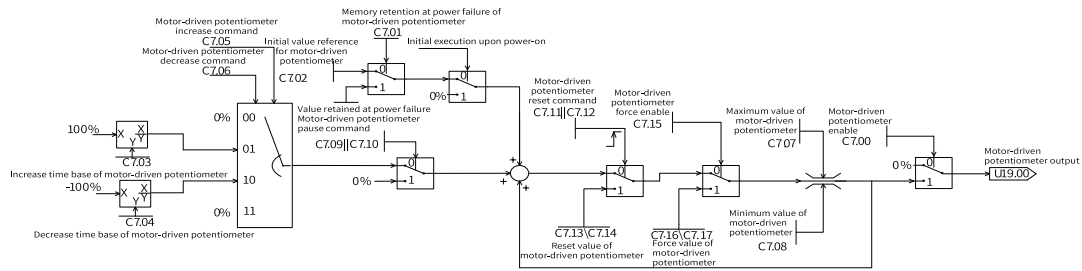 Motor-driven potentiometer
increase command
C7.05
Motor-driven potentiometer
decrease command
C7.06
Initial value reference
for motor-driven
potentiometer
C7.02
Memory retention at power failure of
motor-driven potentiometer
C7.01
Initial execution upon power-on
0
1
0%
0
1
Value retained at power failure
Motor-driven potentiometer
pause command
C7.09||C7.10
0%
0
1
100%
X
X
Y
Y
C7.03
Increase time base of motor-driven potentiometer
-100%
X
X
Y
Y
C7.04
Decrease time base of motor-driven potentiometer
0%
00
01
10
0%
11
+
+
+
Motor-driven
potentiometer
reset command
C7.11||C7.12
0
1
C7.13\C7.14
Reset value of
motor-driven potentiometer
Motor-driven
potentiometer
force enable
C7.15
0
1
C7.16\C7.17
Force value of
motor-driven
potentiometer
Maximum value of
motor-driven
potentiometer
C7.07
Minimum value of
motor-driven
potentiometer
C7.08
Motor-driven
potentiometer
enable
C7.00
0%
0
1
Motor-driven
potentiometer output
U19.00